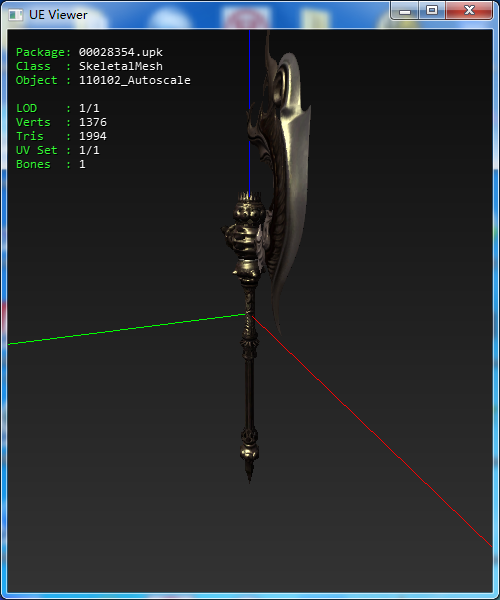 UE Viewer
Package: 00028354.upk
Class : SkeletalMesh
Object : 110102_Autoscale
LOD : 1/1
Verts : 1376
Tris : 1994
UV Set : 1/1
Bones : 1